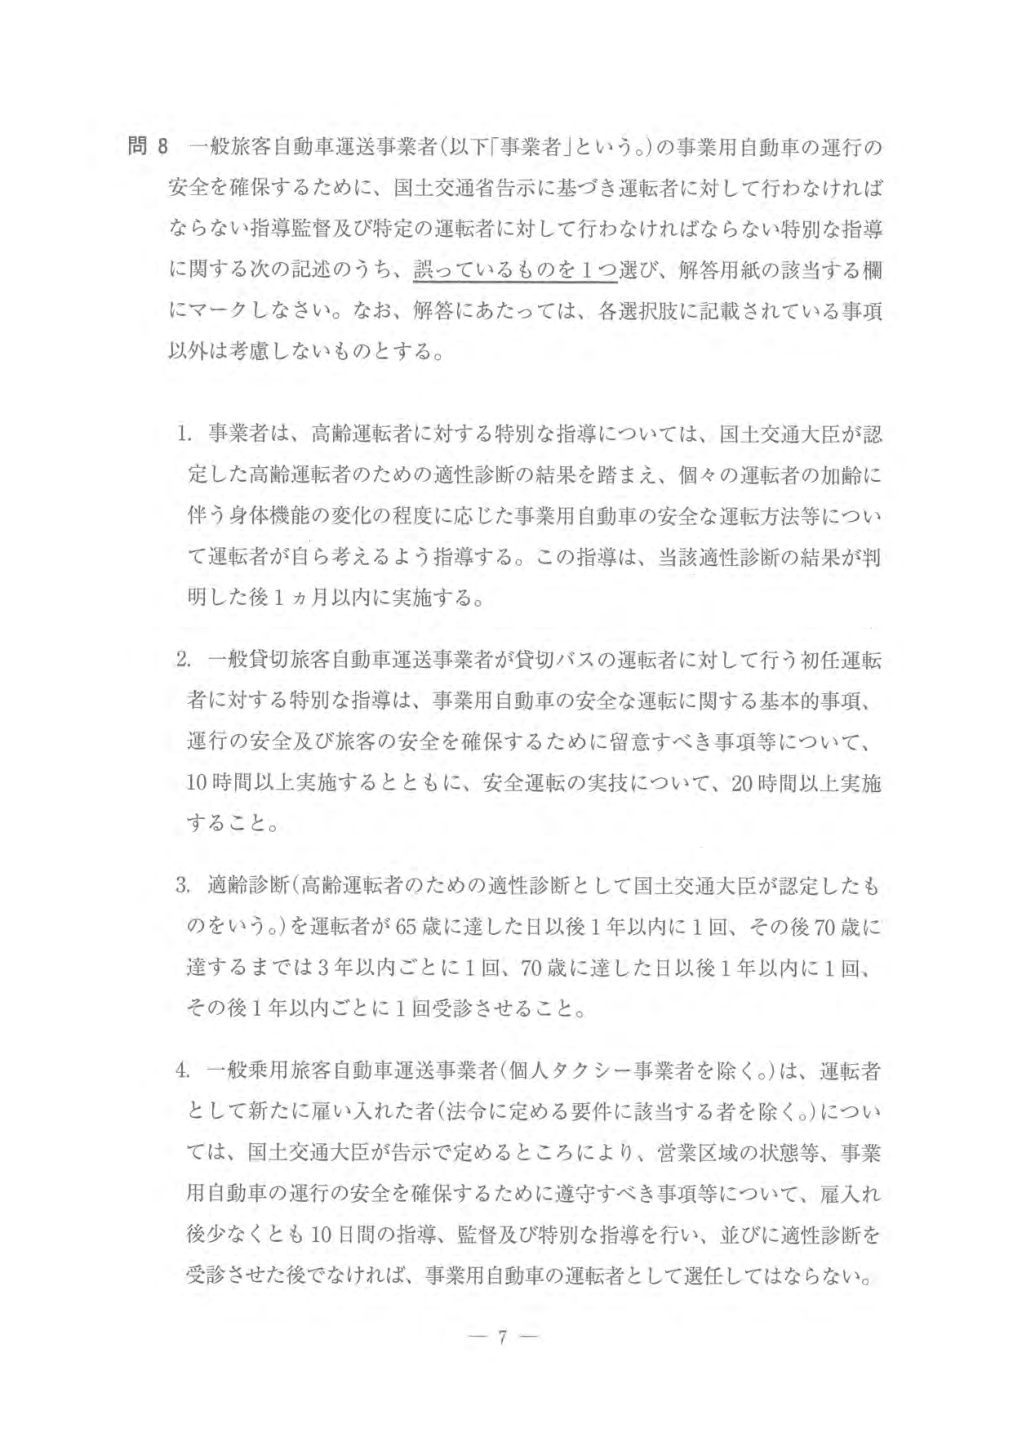 問 8　一般旅客自動車運送事業者(以下「事業者」という。)の事業用自動車の運行の
安全を確保するために、国土交通省告示に基づき運転者に対して行わなければ
ならない指導監督及び特定の運転者に対して行わなければならない特別な指導
に関する次の記述のうち、誤っているものを1つ選び、解答用紙の該当する欄
にマークしなさい。なお、解答にあたっては、各選択肢に記載されている事項
以外は考慮しないものとする。
1. 事業者は、高齢運転者に対する特別な指導については、国土交通大臣が認
定した高齢運転者のための適性診断の結果を踏まえ、個々の運転者の加齢に
伴う身体機能の変化の程度に応じた事業用自動車の安全な運転方法等につい
て運転者が自ら考えるよう指導する。この指導は、当該適性診断の結果が判
明した後1ヵ月以内に実施する。
2. 一般貸切旅客自動車運送事業者が貸切バスの運転者に対して行う初任運転
者に対する特別な指導は、事業用自動車の安全な運転に関する基本的事項、
運行の安全及び旅客の安全を確保するために留意すべき事項等について、
10時間以上実施するとともに、安全運転の実技について、20時間以上実施
すること。
3. 適齢診断(高齢運転者のための適性診断として国土交通大臣が認定したも
のをいう。)を運転者が65歳に達した日以後1年以内に1回、その後70歳に
達するまでは3年以内ごとに1回、70歳に達した日以後1年以内に1回、
その後1年以内ごとに1回受診させること。
4. 一般乗用旅客自動車運送事業者(個人タクシー事業者を除く。)は、運転者
として新たに雇い入れた者(法令に定める要件に該当する者を除く。)につい
ては、国土交通大臣が告示で定めるところにより、営業区域の状態等、事業
用自動車の運行の安全を確保するために遵守すべき事項等について、雇入れ
後少なくとも10日間の指導、監督及び特別な指導を行い、並びに適性診断を
受診させた後でなければ、事業用自動車の運転者として選任してはならない。
— 7 —